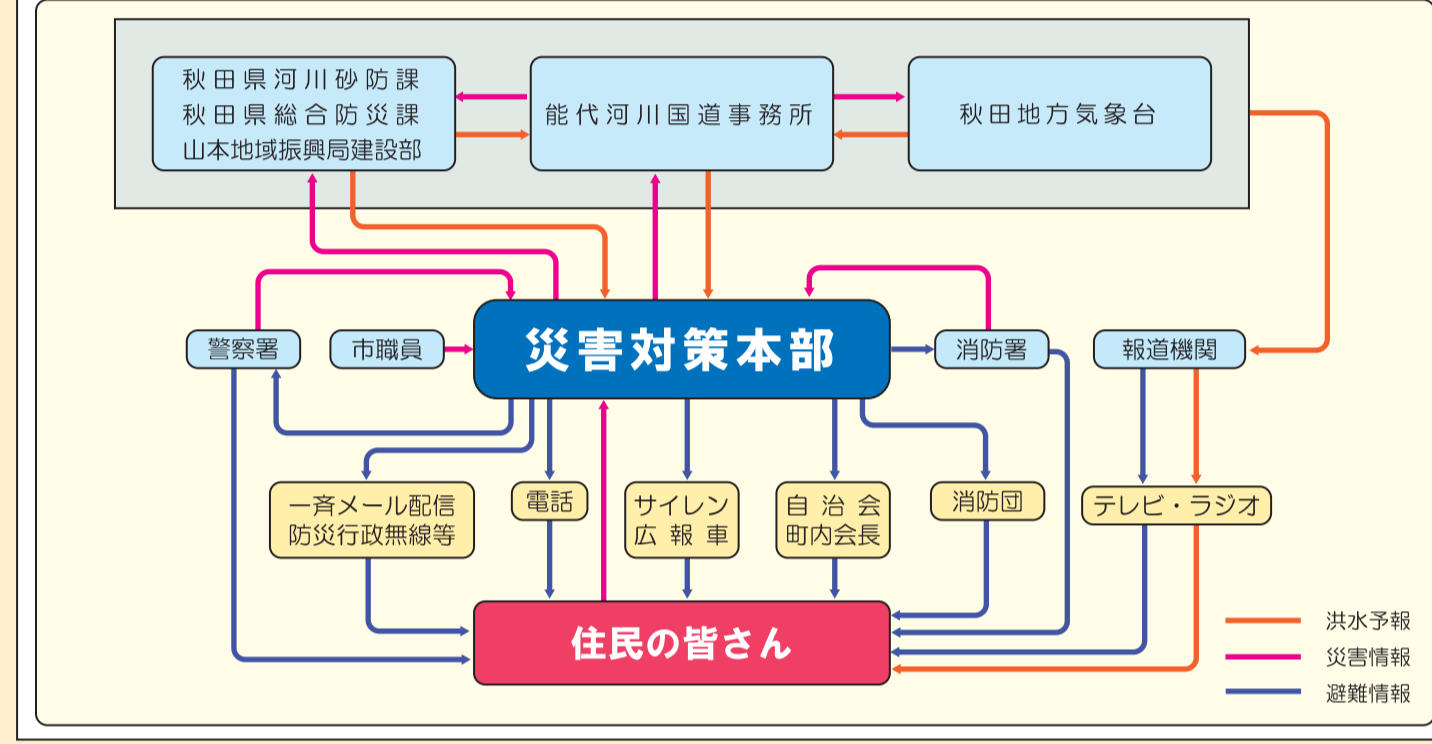 秋田県河川砂防課
秋田県総合防災課
山本地域振興局建設部
能代河川国道事務所
秋田地方気象台
警察署
市職員
災害対策本部
消防署
報道機関
一斉メール配信
防災行政無線等
電話
サイレン
広報車
自治会
町内会長
消防団
テレビ・ラジオ
住民の皆さん
洪水予報
災害情報
避難情報